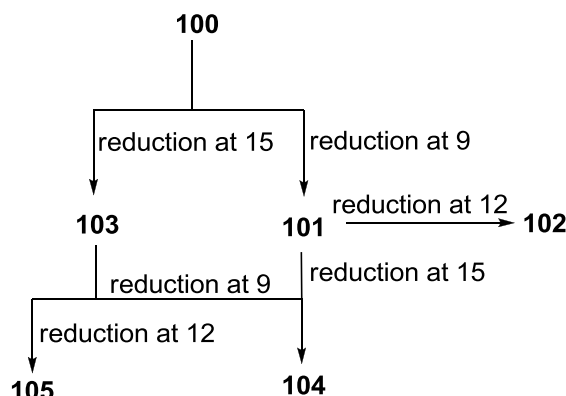 100
reduction at 15
reduction at 9
103
101
reduction at 12
102
reduction at 9
reduction at 15
reduction at 12
105
104